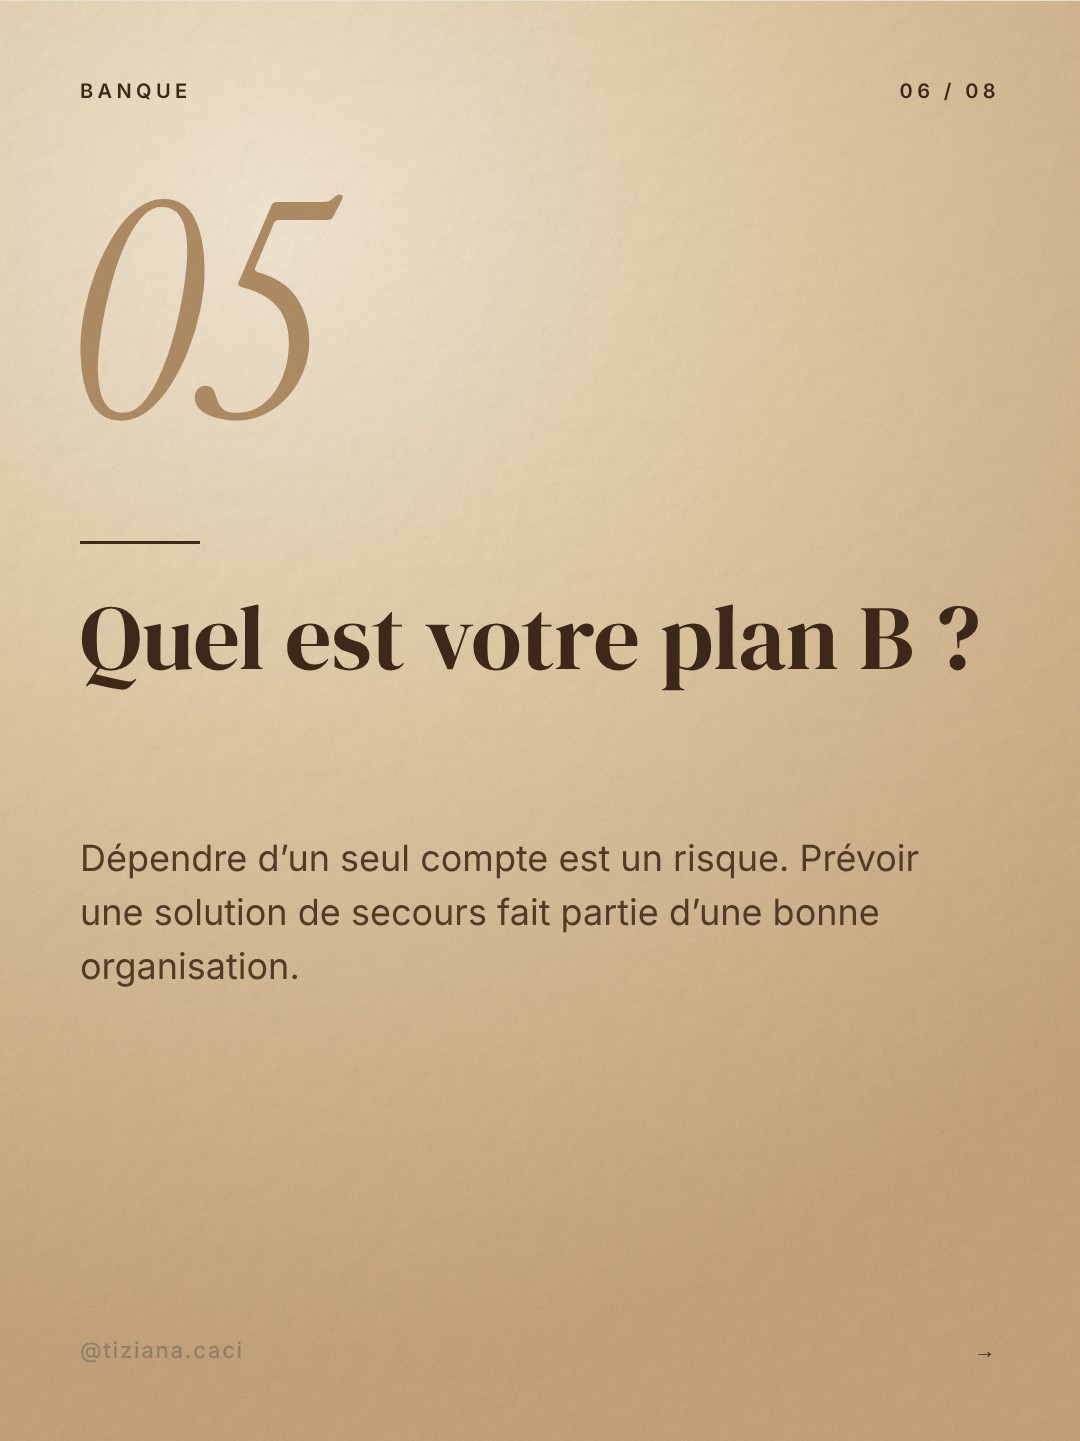 BANQUE
06 / 08
05
Quel est votre plan B ?
Dépendre d’un seul compte est un risque. Prévoir
une solution de secours fait partie d’une bonne
organisation.
@tiziana.caci
→